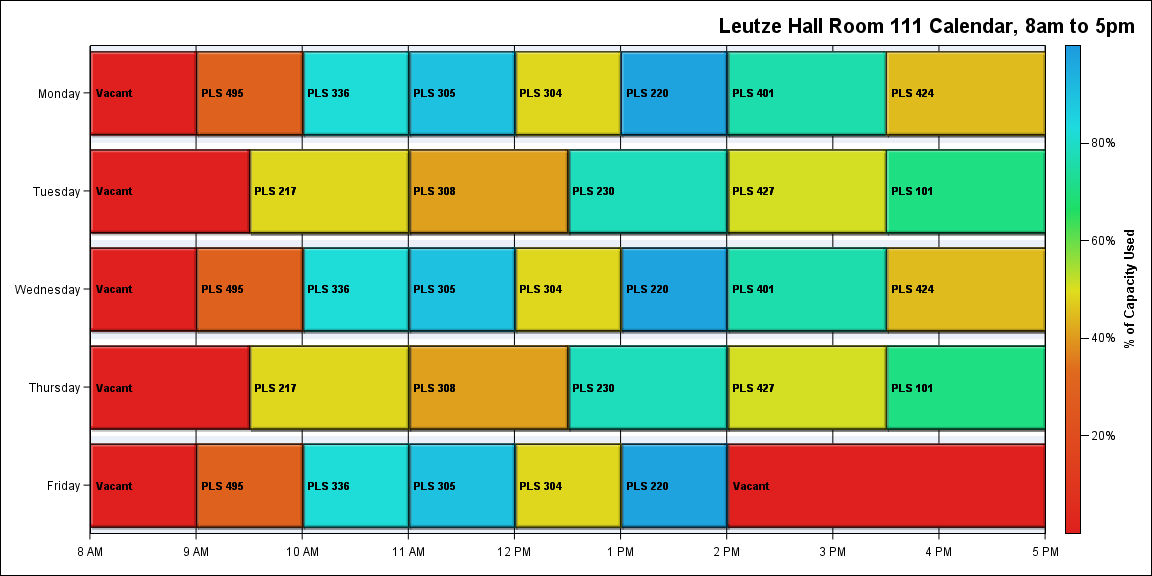 Leutze Hall Room 111 Calendar, 8am to 5pm
Monday
Vacant
PLS 495
PLS 336
PLS 305
PLS 304
PLS 220
PLS 401
PLS 424
Tuesday
Vacant
PLS 217
PLS 308
PLS 230
PLS 427
PLS 101
Wednesday
Vacant
PLS 495
PLS 336
PLS 305
PLS 304
PLS 220
PLS 401
PLS 424
Thursday
Vacant
PLS 217
PLS 308
PLS 230
PLS 427
PLS 101
Friday
Vacant
PLS 495
PLS 336
PLS 305
PLS 304
PLS 220
Vacant
8 AM
9 AM
10 AM
11 AM
12 PM
1 PM
2 PM
3 PM
4 PM
5 PM
80%
60%
40%
20%
% of Capacity Used